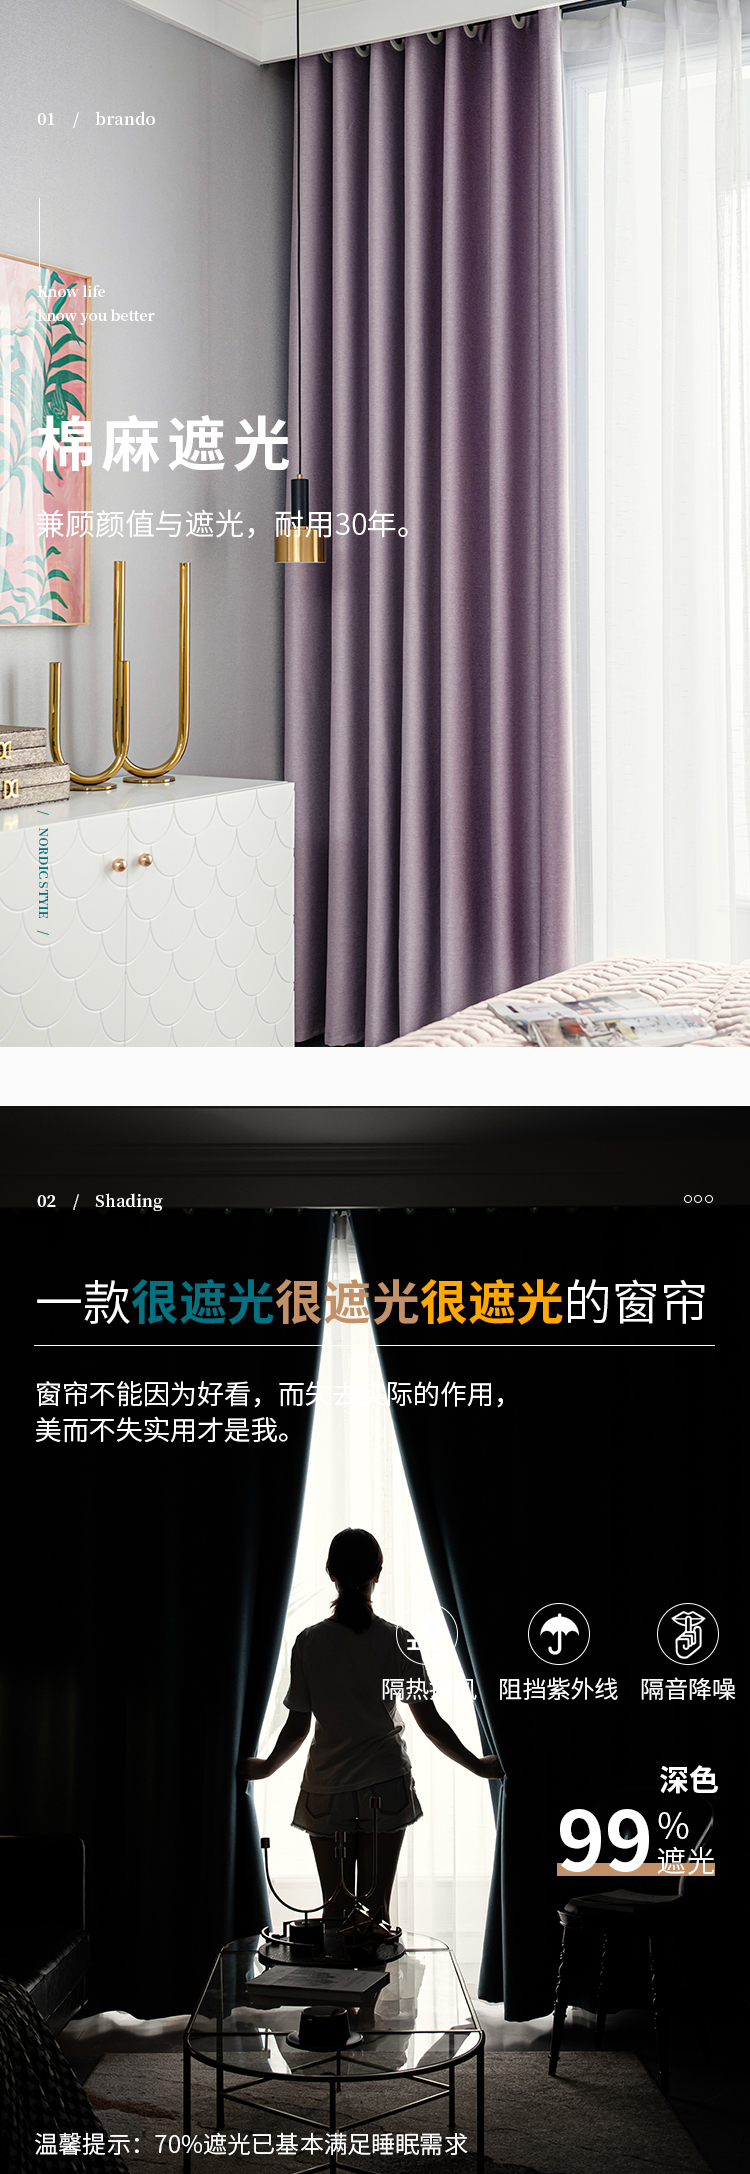 01 / brando
Know life
know you better
棉麻遮光
兼顾颜值与遮光，耐用30年。
/ NORDIC STYIE /
02 / Shading
一款很遮光很遮光很遮光的窗帘
窗帘不能因为好看，而失去实际的作用，
美而不失实用才是我。
隔热 阻挡紫外线 隔音降噪
深色
99%
遮光
温馨提示：70%遮光已基本满足睡眠需求